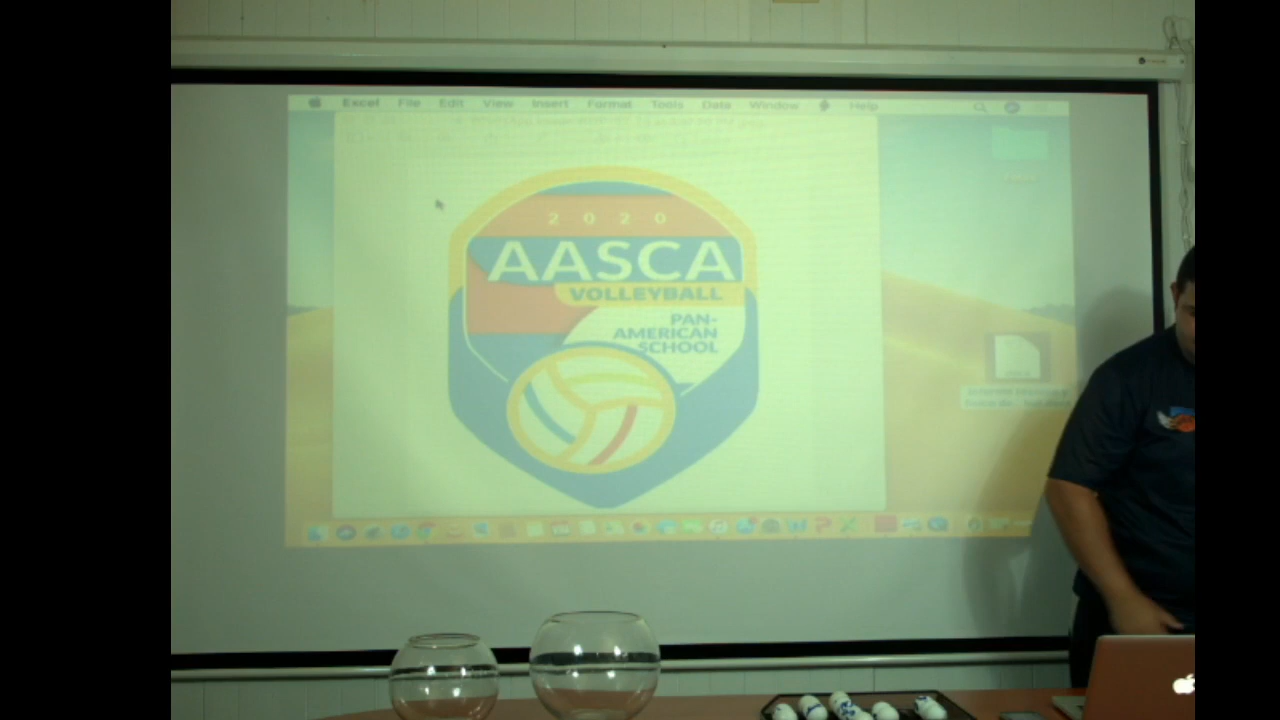 Excel File Edit View Insert Format Tools Data Window Help
2020
AASCA
VOLLEYBALL
PAN-
AMERICAN
SCHOOL